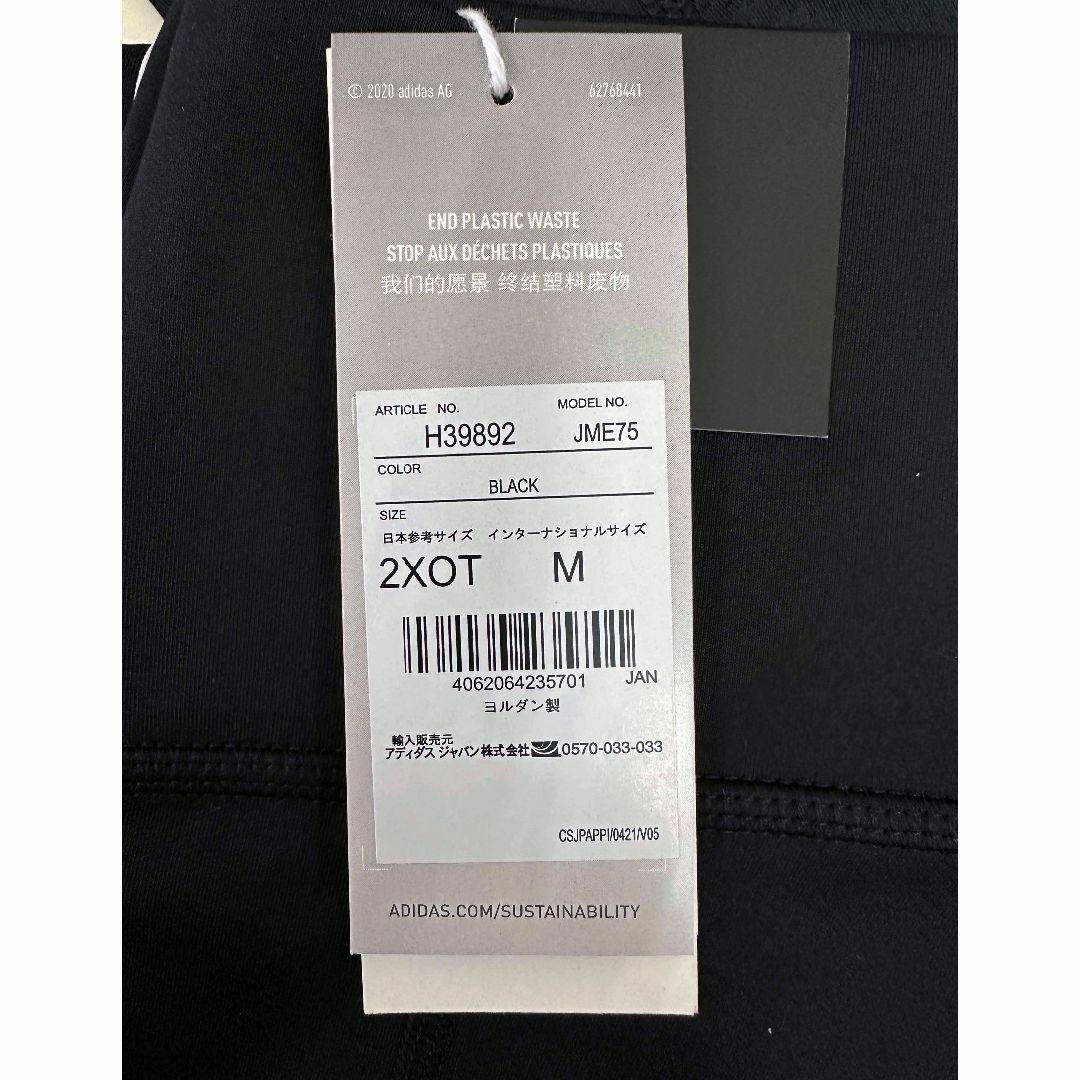 © 2020 adidas AG 62768441
END PLASTIC WASTE
STOP AUX DÉCHETS PLASTIQUES
我们的愿景 终结塑料废物
ARTICLE NO. MODEL NO.
H39892 JME75
COLOR
BLACK
SIZE
日本参考サイズ インターナショナルサイズ
2XOT M
4062064235701 JAN
ヨルダン製
輸入販売元
アディダス ジャパン株式会社 0570-033-033
CSJPAPPI/0421/V05
ADIDAS.COM/SUSTAINABILITY